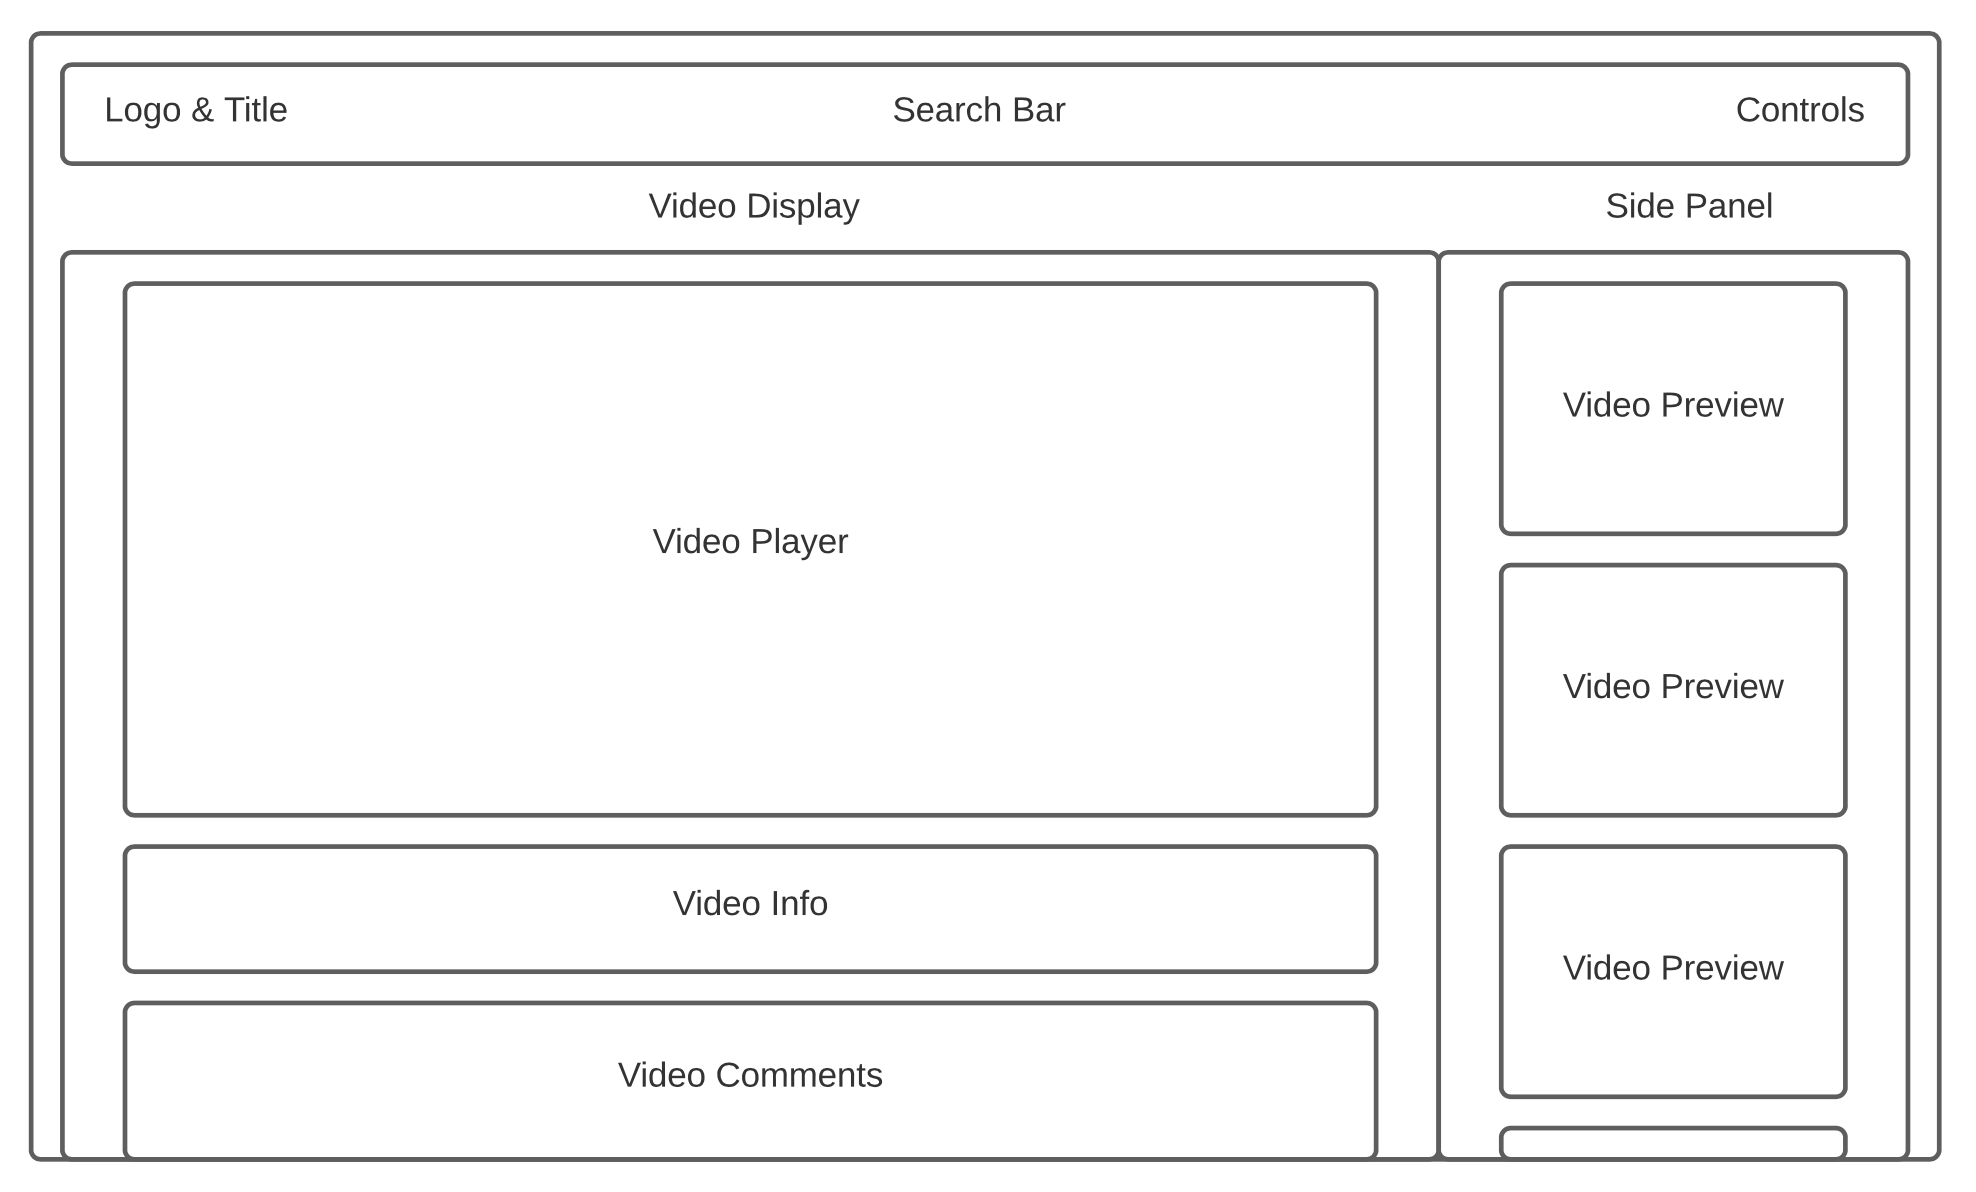 Logo & Title
Search Bar
Controls
Video Display
Side Panel
Video Player
Video Info
Video Comments
Video Preview
Video Preview
Video Preview